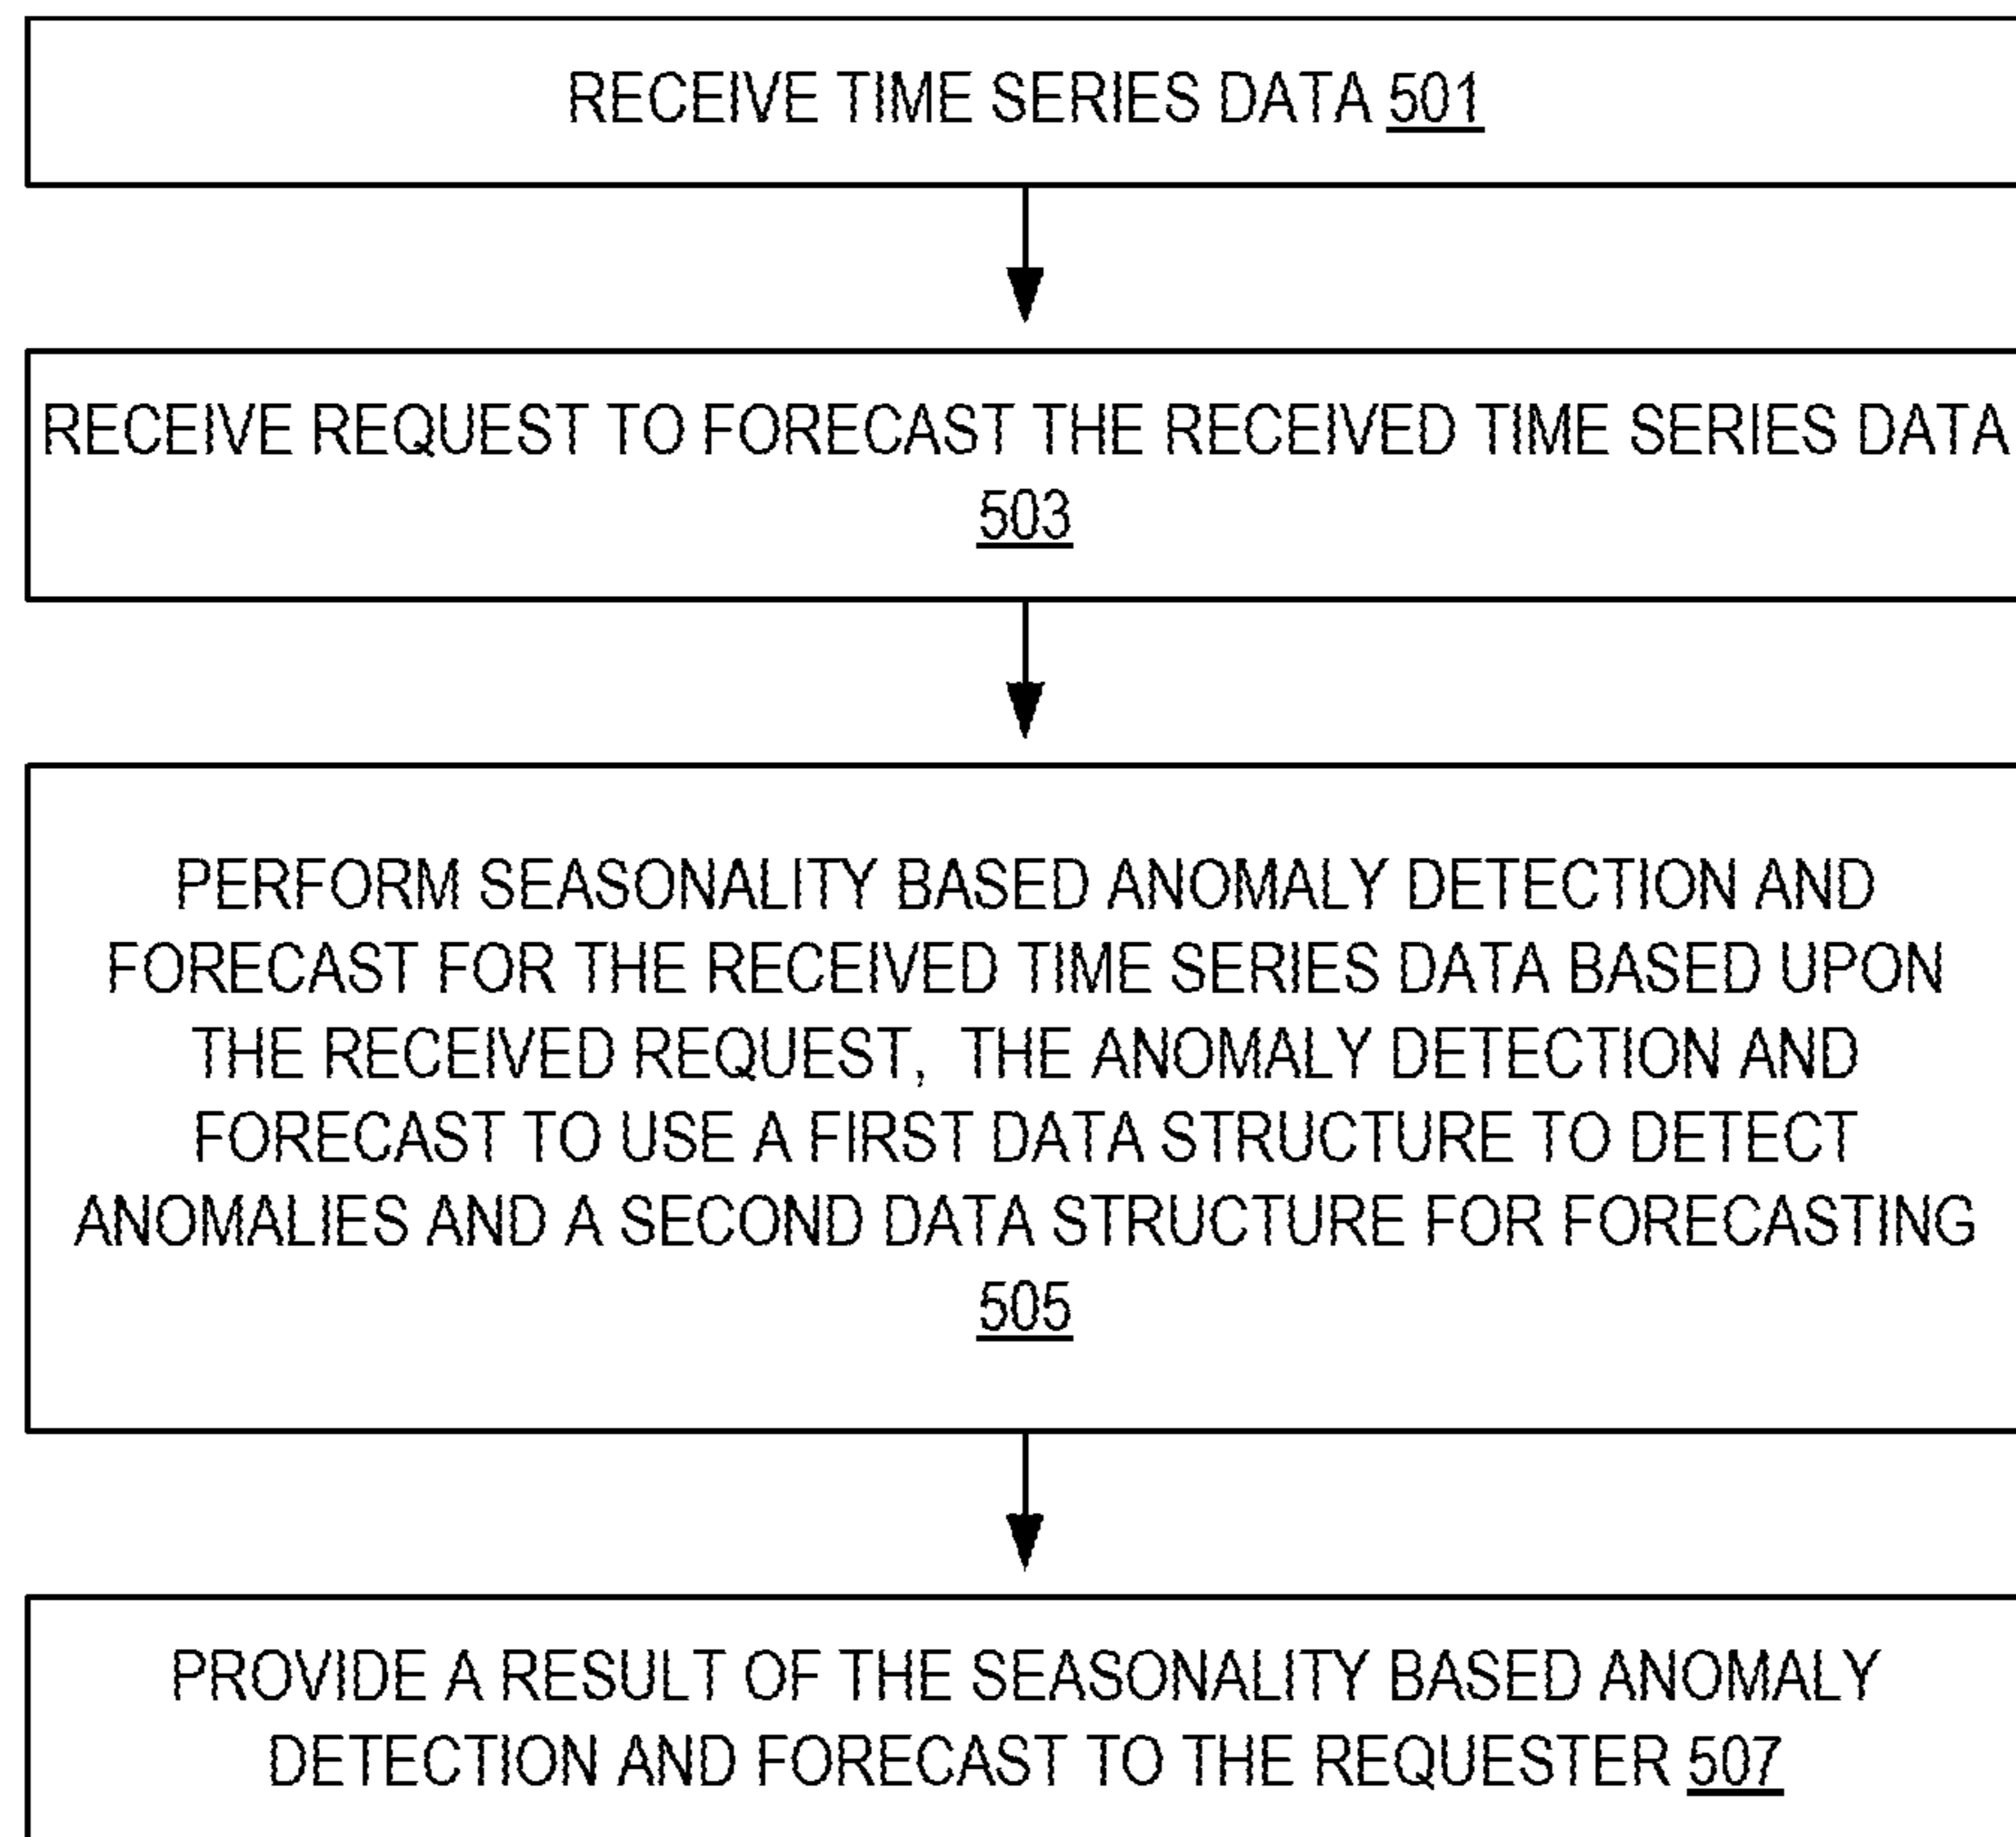 RECEIVE TIME SERIES DATA 501
RECEIVE REQUEST TO FORECAST THE RECEIVED TIME SERIES DATA
503
PERFORM SEASONALITY BASED ANOMALY DETECTION AND
FORECAST FOR THE RECEIVED TIME SERIES DATA BASED UPON
THE RECEIVED REQUEST, THE ANOMALY DETECTION AND
FORECAST TO USE A FIRST DATA STRUCTURE TO DETECT
ANOMALIES AND A SECOND DATA STRUCTURE FOR FORECASTING
505
PROVIDE A RESULT OF THE SEASONALITY BASED ANOMALY
DETECTION AND FORECAST TO THE REQUESTER 507